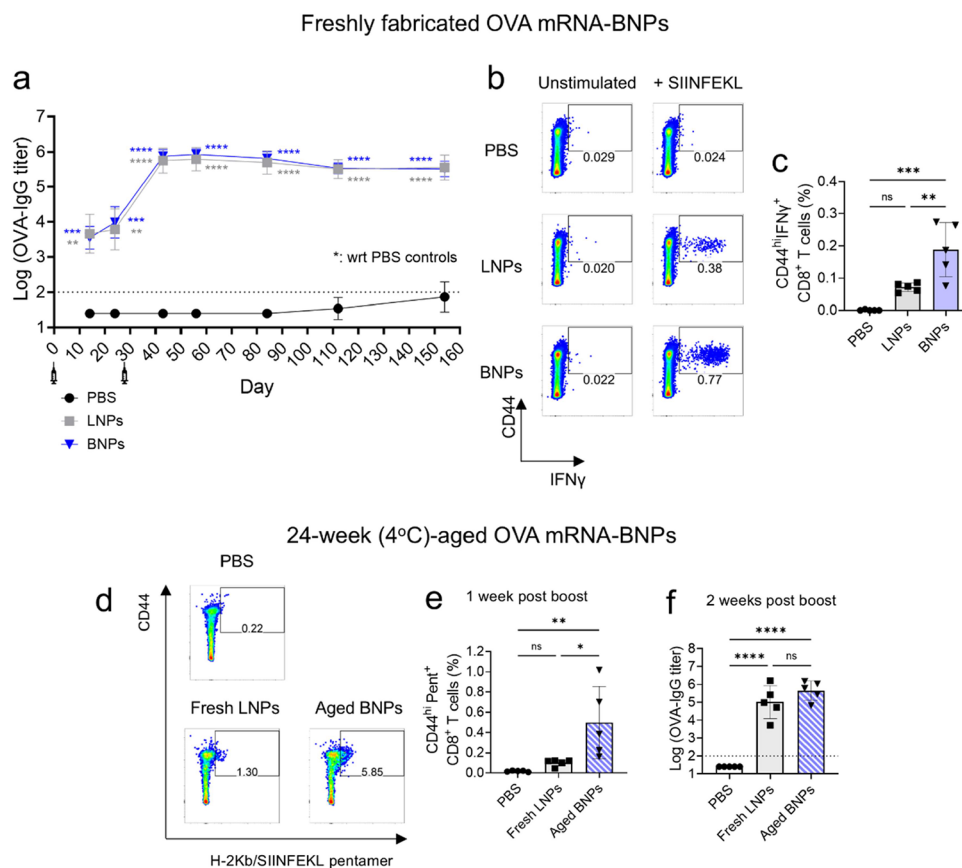 Freshly fabricated OVA mRNA-BNPs
a
Log (OVA-IgG titer)
7
6
5
4
3
2
1
****
****
***
**
***
**
****
****
****
****
****
****
****
****
*: wrt PBS controls
0 10 20 30 40 50 60 70 80 90 100 110 120 130 140 150 160
Day
PBS
LNPs
BNPs
b
Unstimulated + SIINFEKL
PBS
0.029 0.024
LNPs
0.020 0.38
BNPs
0.022 0.77
CD44
IFNγ
c
***
ns **
CD44hiIFNγ+
CD8+ T cells (%)
0.4
0.3
0.2
0.1
0.0
PBS LNPs BNPs
24-week (4°C)-aged OVA mRNA-BNPs
d
PBS
CD44
0.22
Fresh LNPs Aged BNPs
1.30 5.85
H-2Kb/SIINFEKL pentamer
e
1 week post boost
**
ns *
CD44hi Pent+
CD8+ T cells (%)
1.2
1.0
0.8
0.6
0.4
0.2
0.0
PBS Fresh LNPs Aged BNPs
f
2 weeks post boost
****
**** ns
Log (OVA-IgG titer)
7
6
5
4
3
2
1
PBS Fresh LNPs Aged BNPs